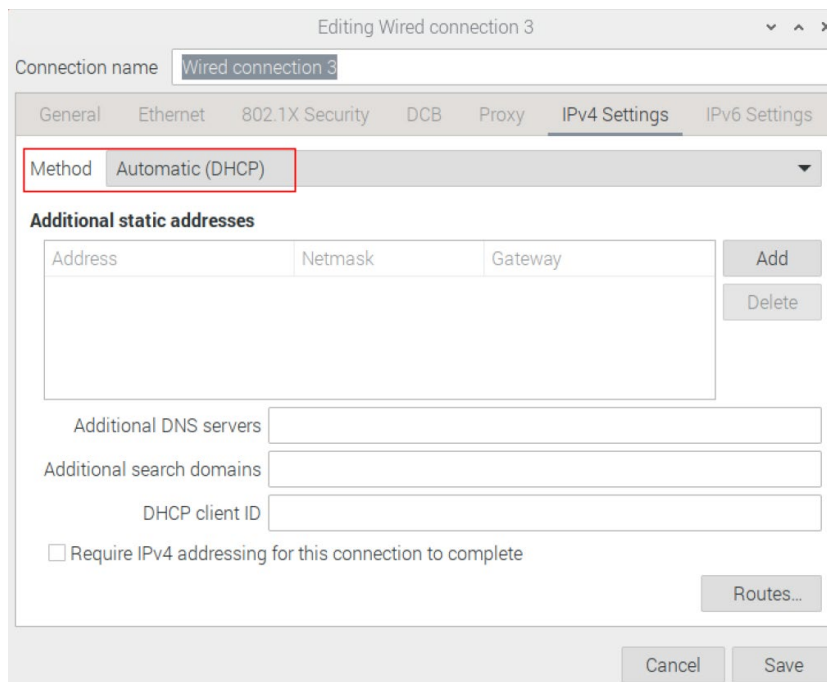 Editing Wired connection 3
Connection name Wired connection 3
General Ethernet 802.1X Security DCB Proxy IPv4 Settings IPv6 Settings
Method Automatic (DHCP)
Additional static addresses
Address Netmask Gateway Add
Delete
Additional DNS servers
Additional search domains
DHCP client ID
Require IPv4 addressing for this connection to complete
Routes...
Cancel Save